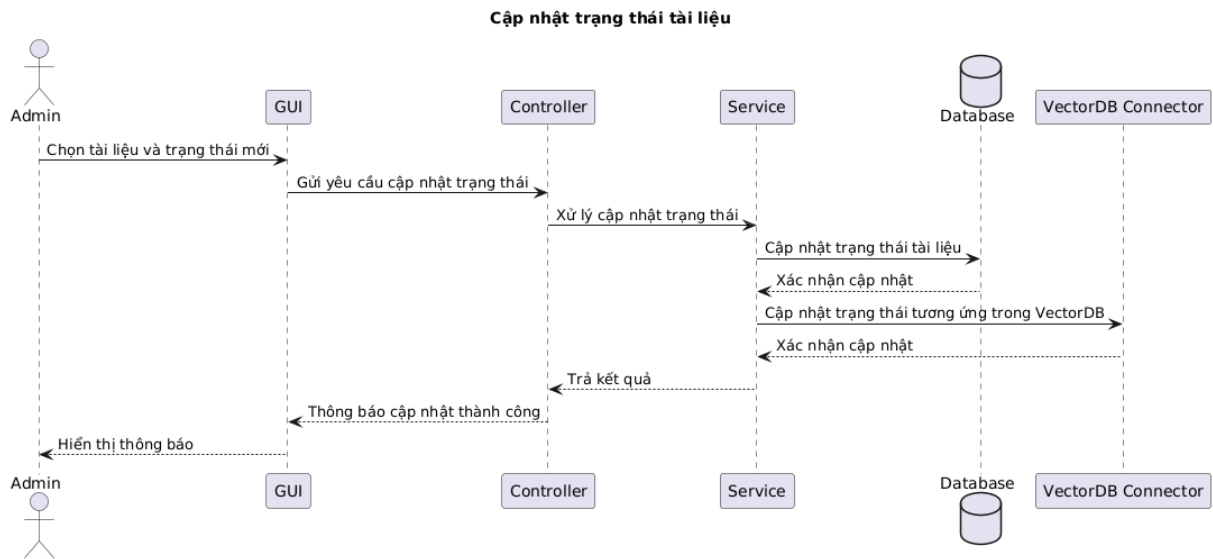 Cập nhật trạng thái tài liệu
Admin
GUI
Controller
Service
Database
VectorDB Connector
Chọn tài liệu và trạng thái mới
Gửi yêu cầu cập nhật trạng thái
Xử lý cập nhật trạng thái
Cập nhật trạng thái tài liệu
Xác nhận cập nhật
Cập nhật trạng thái tương ứng trong VectorDB
Xác nhận cập nhật
Trả kết quả
Thông báo cập nhật thành công
Hiển thị thông báo
Admin
GUI
Controller
Service
Database
VectorDB Connector